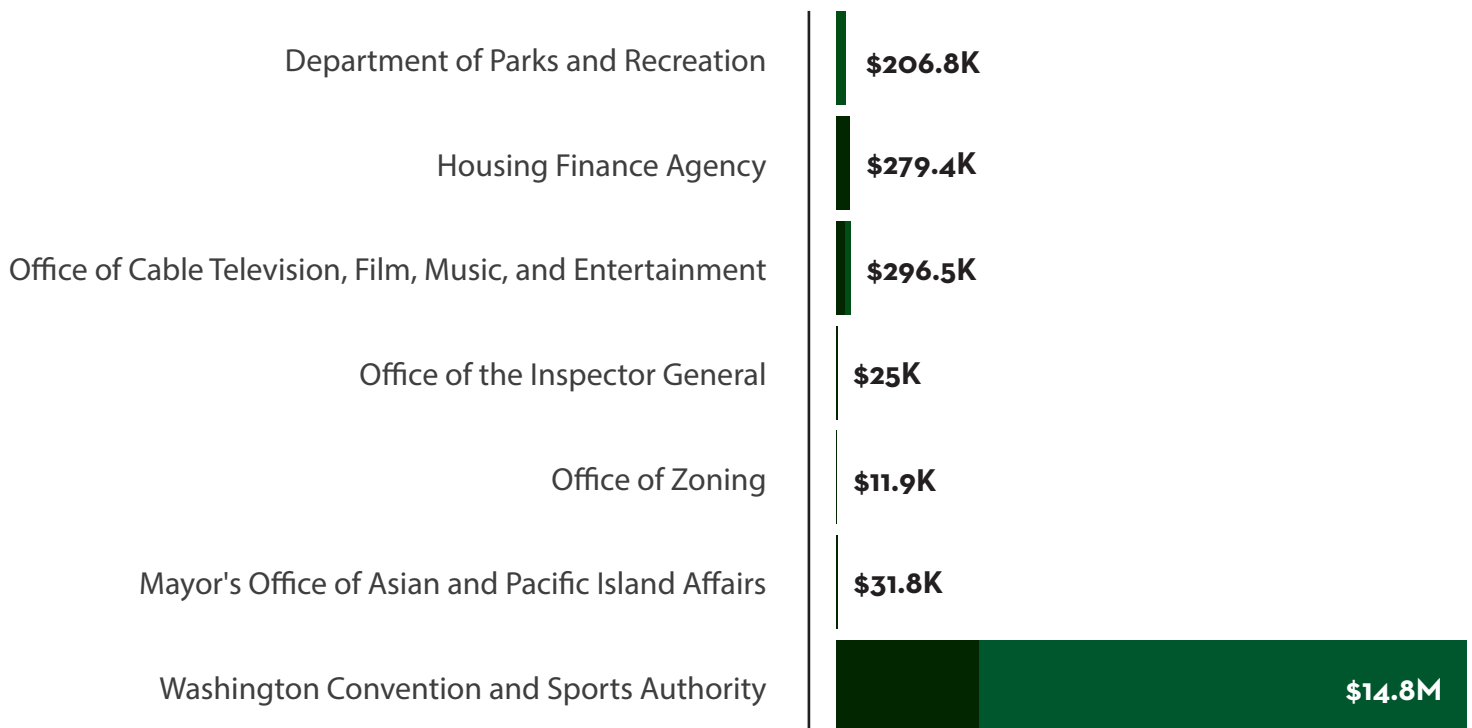 Department of Parks and Recreation $206.8K
Housing Finance Agency $279.4K
Office of Cable Television, Film, Music, and Entertainment $296.5K
Office of the Inspector General $25K
Office of Zoning $11.9K
Mayor's Office of Asian and Pacific Island Affairs $31.8K
Washington Convention and Sports Authority $14.8M